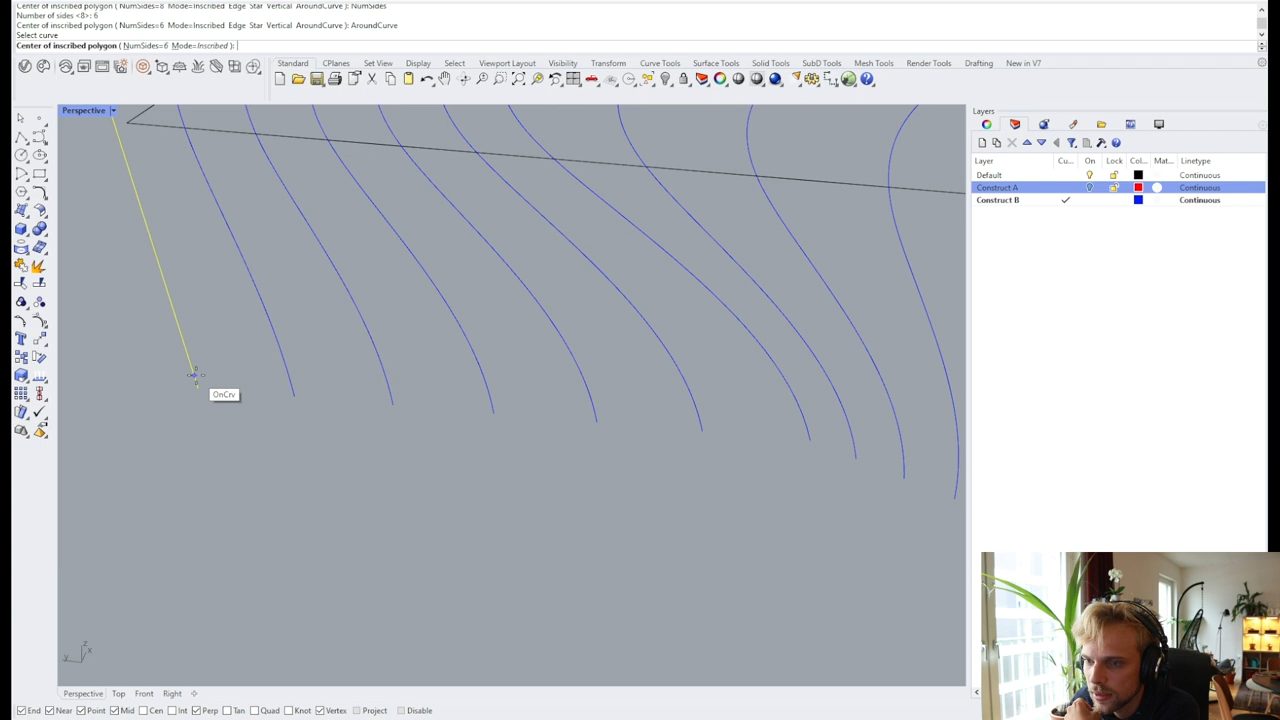 Center of inscribed polygon ( NumSides=8 Mode=Inscribed Edge Star Vertical AroundCurve ): NumSides
Number of sides <8>: 6
Center of inscribed polygon ( NumSides=6 Mode=Inscribed Edge Star Vertical AroundCurve ): AroundCurve
Select curve
Center of inscribed polygon ( NumSides=6 Mode=Inscribed ):
Standard CPlanes Set View Display Select Viewport Layout Visibility Transform Curve Tools Surface Tools Solid Tools SubD Tools Mesh Tools Render Tools Drafting New in V7
Perspective
Layers
Layer Cu... On Lock Col... Mat... Linetype
Default Continuous
Construct A Continuous
Construct B Continuous
OnCrv
z
y x
Perspective Top Front Right
End Near Point Mid Cen Int Perp Tan Quad Knot Vertex Project Disable